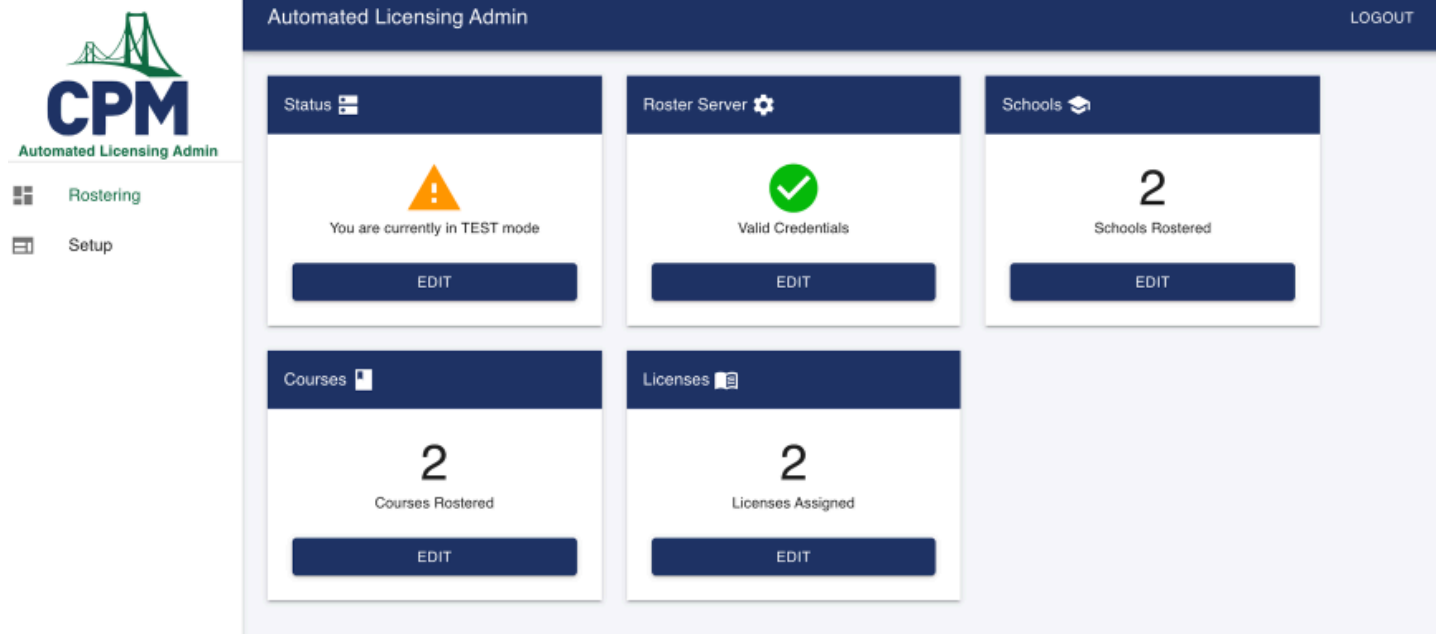 CPM
Automated Licensing Admin
Rostering
Setup
Automated Licensing Admin
LOGOUT
Status
You are currently in TEST mode
EDIT
Roster Server
Valid Credentials
EDIT
Schools
2
Schools Rostered
EDIT
Courses
2
Courses Rostered
EDIT
Licenses
2
Licenses Assigned
EDIT